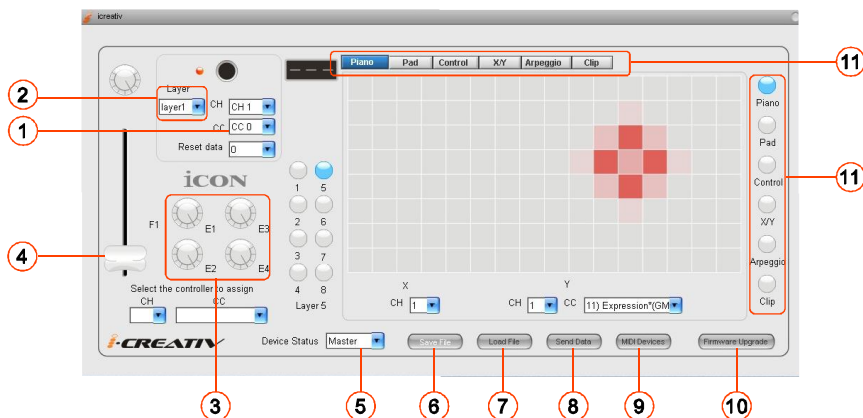 icreativ
Piano Pad Control X/Y Arpeggio Clip
11
2
Layer
layer1
CH
CH 1
1
CC
CC 0
Reset data
0
iCON
F1
E1
E3
E2
E4
4
1
5
2
6
3
7
4
8
Layer 5
Select the controller to assign
CH
CC
i-CREATIV
X
CH
1
Y
CH
1
CC
11) Expression*(GM
Piano
Pad
Control
X/Y
Arpeggio
Clip
11
Device Status
Master
Save File
Load File
Send Data
MIDI Devices
Firmware Upgrade
3
5
6
7
8
9
10